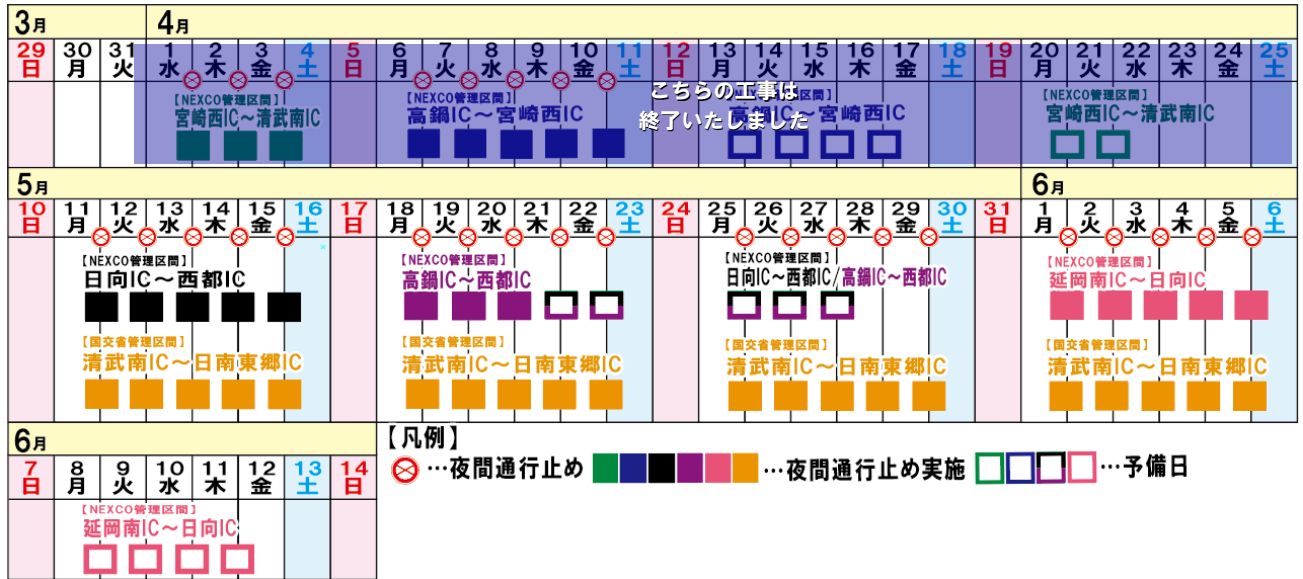 3月 4月
29 30 31 1 2 3 4 5 6 7 8 9 10 11 12 13 14 15 16 17 18 19 20 21 22 23 24 25
日 月 火 水 木 金 土 日 月 火 水 木 金 土 日 月 火 水 木 金 土 日 月 火 水 木 金 土
【NEXCO管理区間】
宮崎西IC～清武南IC
【NEXCO管理区間】
高鍋IC～宮崎西IC
区間】
高鍋IC～宮崎西IC
こちらの工事は
終了いたしました
【NEXCO管理区間】
宮崎西IC～清武南IC
5月 6月
10 11 12 13 14 15 16 17 18 19 20 21 22 23 24 25 26 27 28 29 30 31 1 2 3 4 5 6
日 月 火 水 木 金 土 日 月 火 水 木 金 土 日 月 火 水 木 金 土 日 月 火 水 木 金 土
【NEXCO管理区間】
日向IC～西都IC
【NEXCO管理区間】
高鍋IC～西都IC
【NEXCO管理区間】
日向IC～西都IC/高鍋IC～西都IC
【NEXCO管理区間】
延岡南IC～日向IC
【国交省管理区間】
清武南IC～日南東郷IC
【国交省管理区間】
清武南IC～日南東郷IC
【国交省管理区間】
清武南IC～日南東郷IC
【国交省管理区間】
清武南IC～日南東郷IC
6月
7 8 9 10 11 12 13 14
日 月 火 水 木 金 土 日
【NEXCO管理区間】
延岡南IC～日向IC
【凡例】
…夜間通行止め …夜間通行止め実施 …予備日